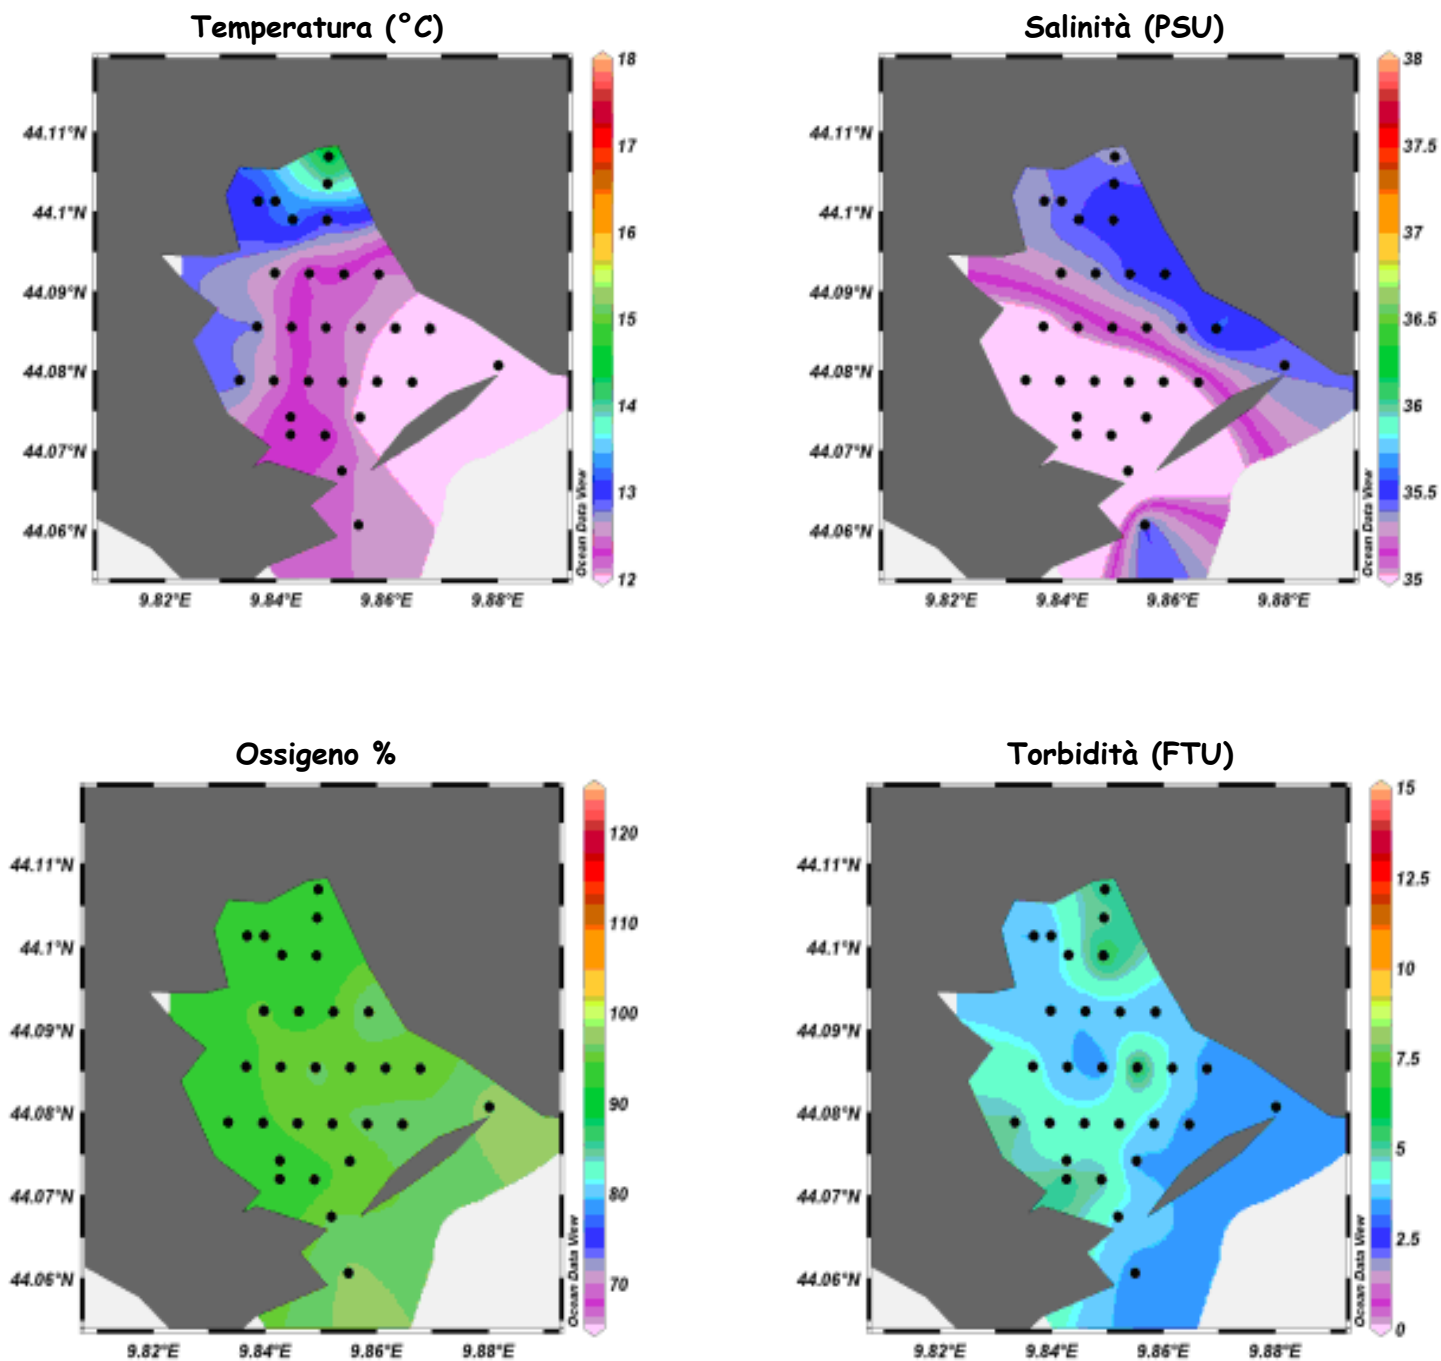 Temperatura (°C)
18
17
16
15
14
13
12
44.11°N
44.1°N
44.09°N
44.08°N
44.07°N
44.06°N
9.82°E 9.84°E 9.86°E 9.88°E
Ocean Data View
Salinità (PSU)
38
37.5
37
36.5
36
35.5
35
44.11°N
44.1°N
44.09°N
44.08°N
44.07°N
44.06°N
9.82°E 9.84°E 9.86°E 9.88°E
Ocean Data View
Ossigeno %
120
110
100
90
80
70
44.11°N
44.1°N
44.09°N
44.08°N
44.07°N
44.06°N
9.82°E 9.84°E 9.86°E 9.88°E
Ocean Data View
Torbidità (FTU)
15
12.5
10
7.5
5
2.5
0
44.11°N
44.1°N
44.09°N
44.08°N
44.07°N
44.06°N
9.82°E 9.84°E 9.86°E 9.88°E
Ocean Data View